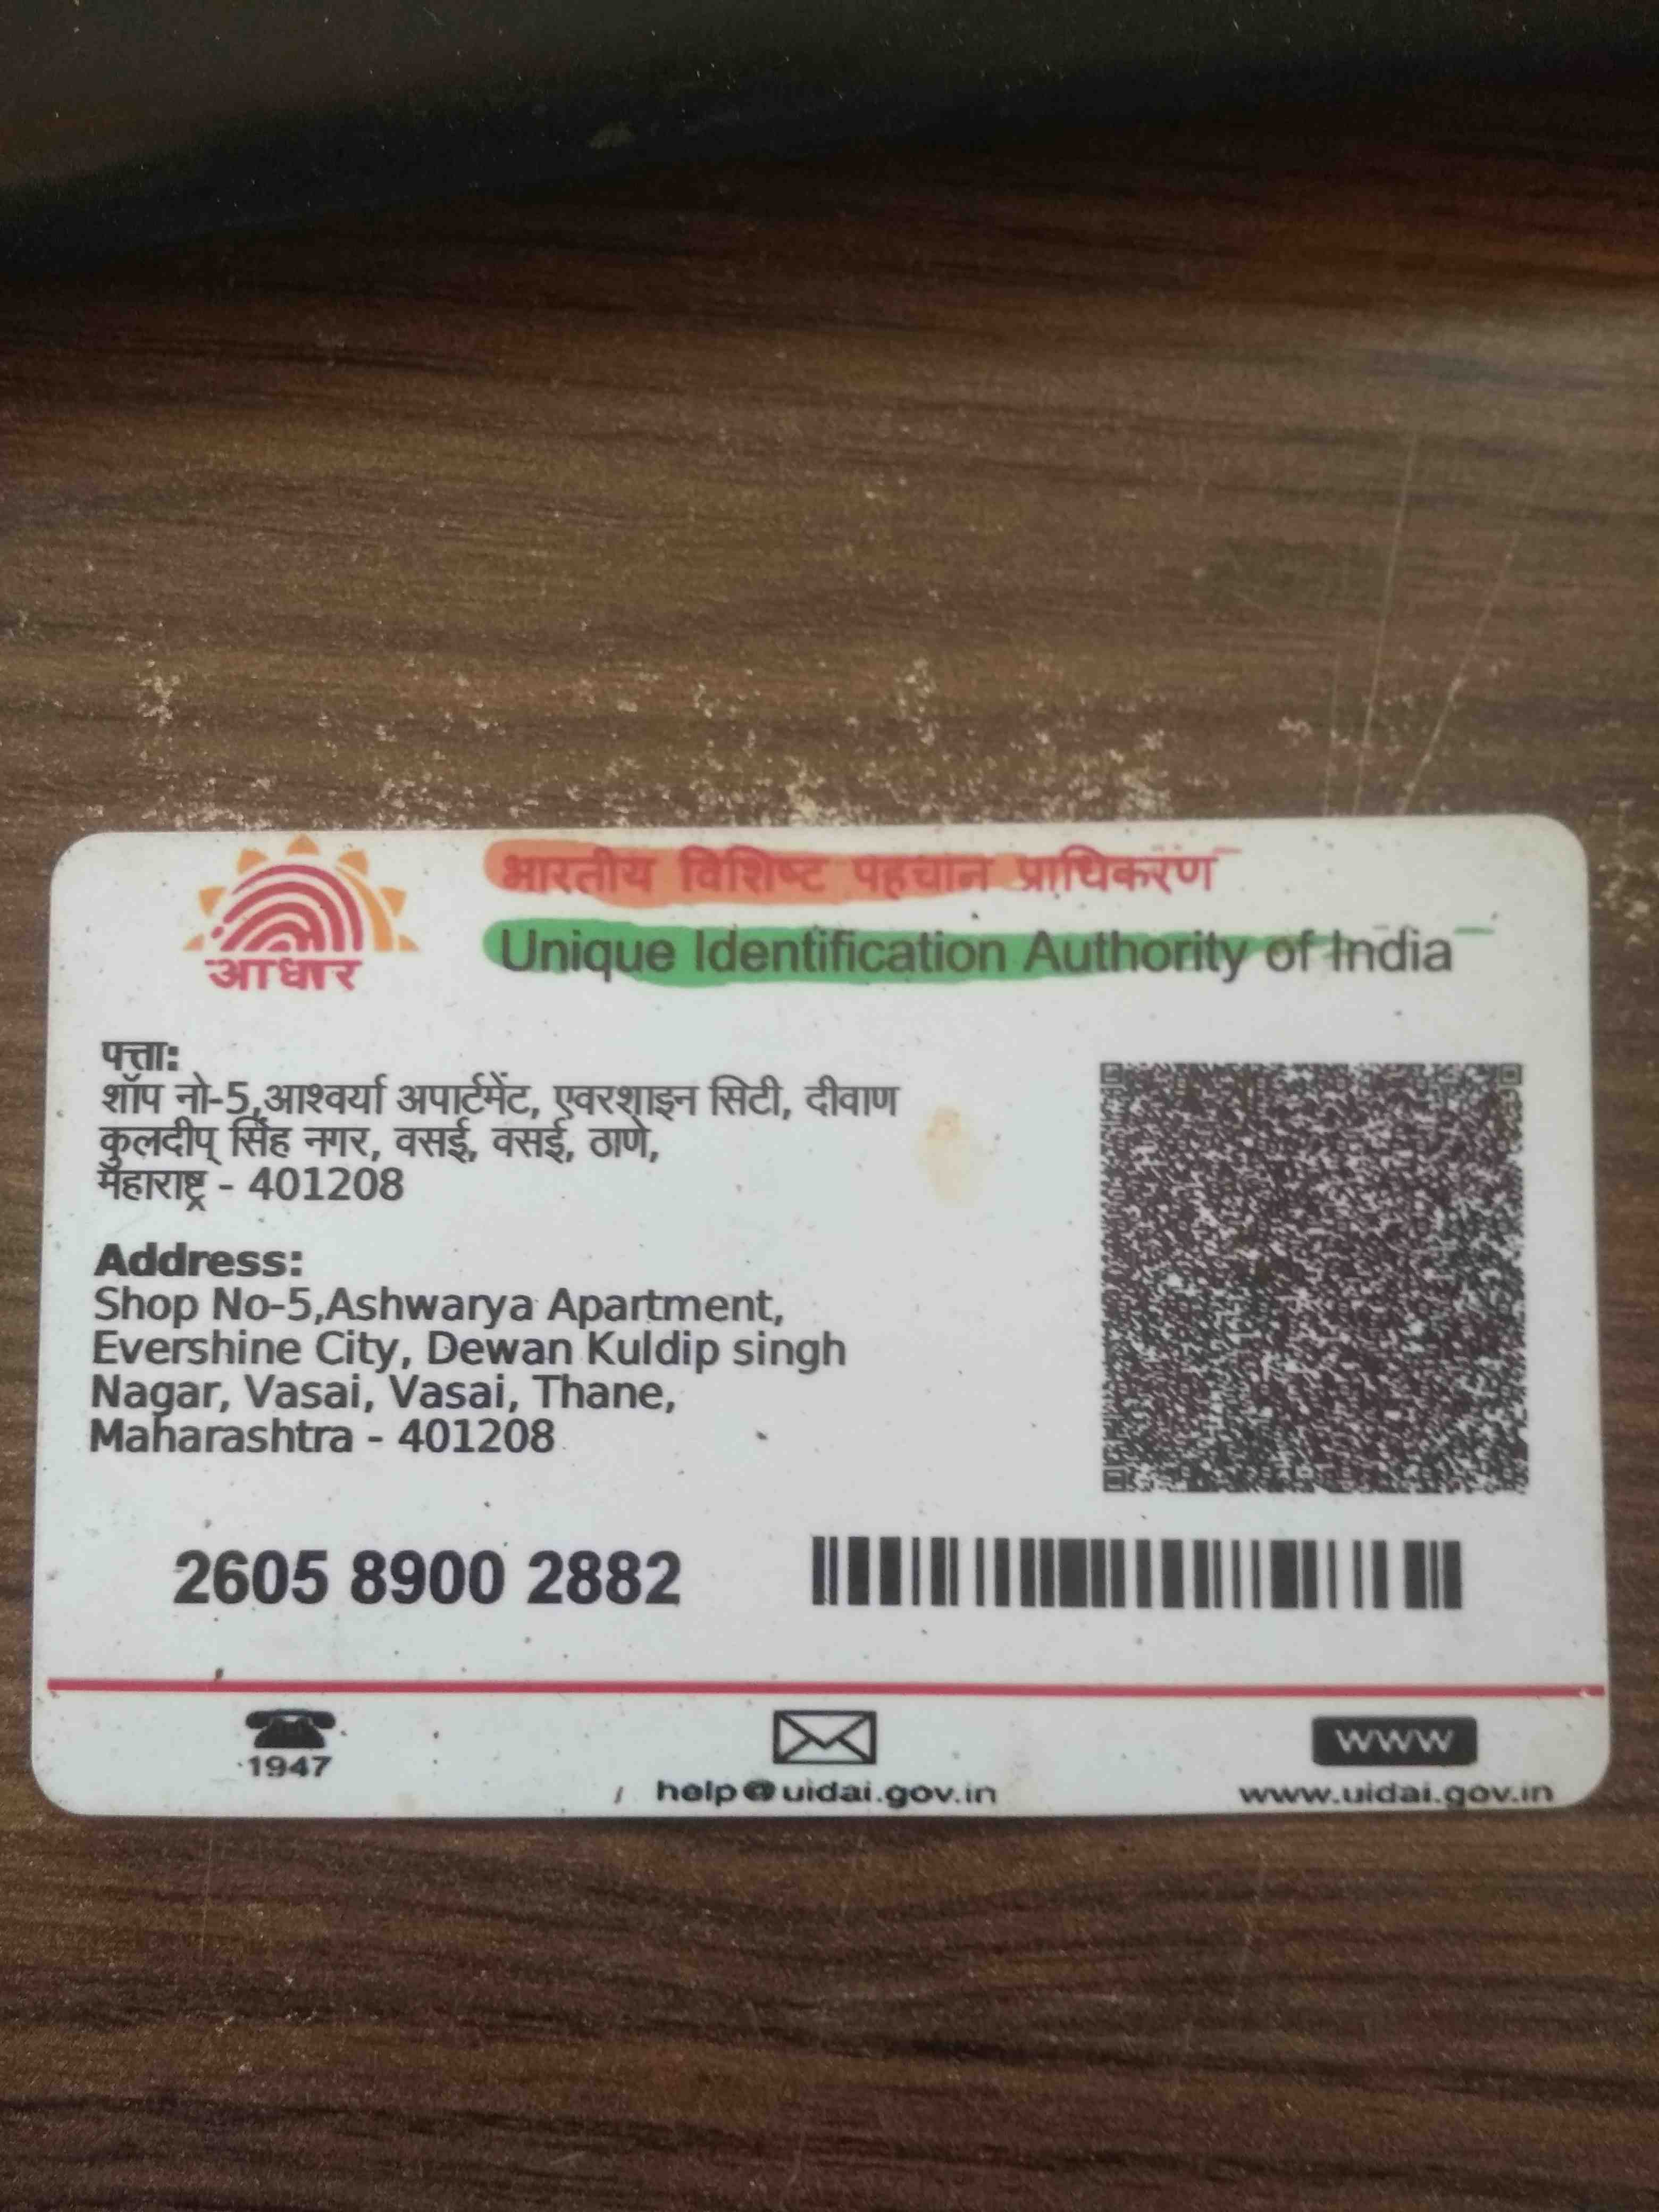 आधार
भारतीय विशिष्ट पहचान प्राधिकरण
Unique Identification Authority of India
पत्ता:
शॉप नो-5,आश्वर्या अपार्टमेंट, एवरशाइन सिटी, दीवाण
कुलदीप् सिंह नगर, वसई, वसई, ठाणे,
मैहाराष्ट्र - 401208
Address:
Shop No-5,Ashwarya Apartment,
Evershine City, Dewan Kuldip singh
Nagar, Vasai, Vasai, Thane,
Maharashtra - 401208
2605 8900 2882
1947
help@uidai.gov.in
WWW
www.uidai.gov.in